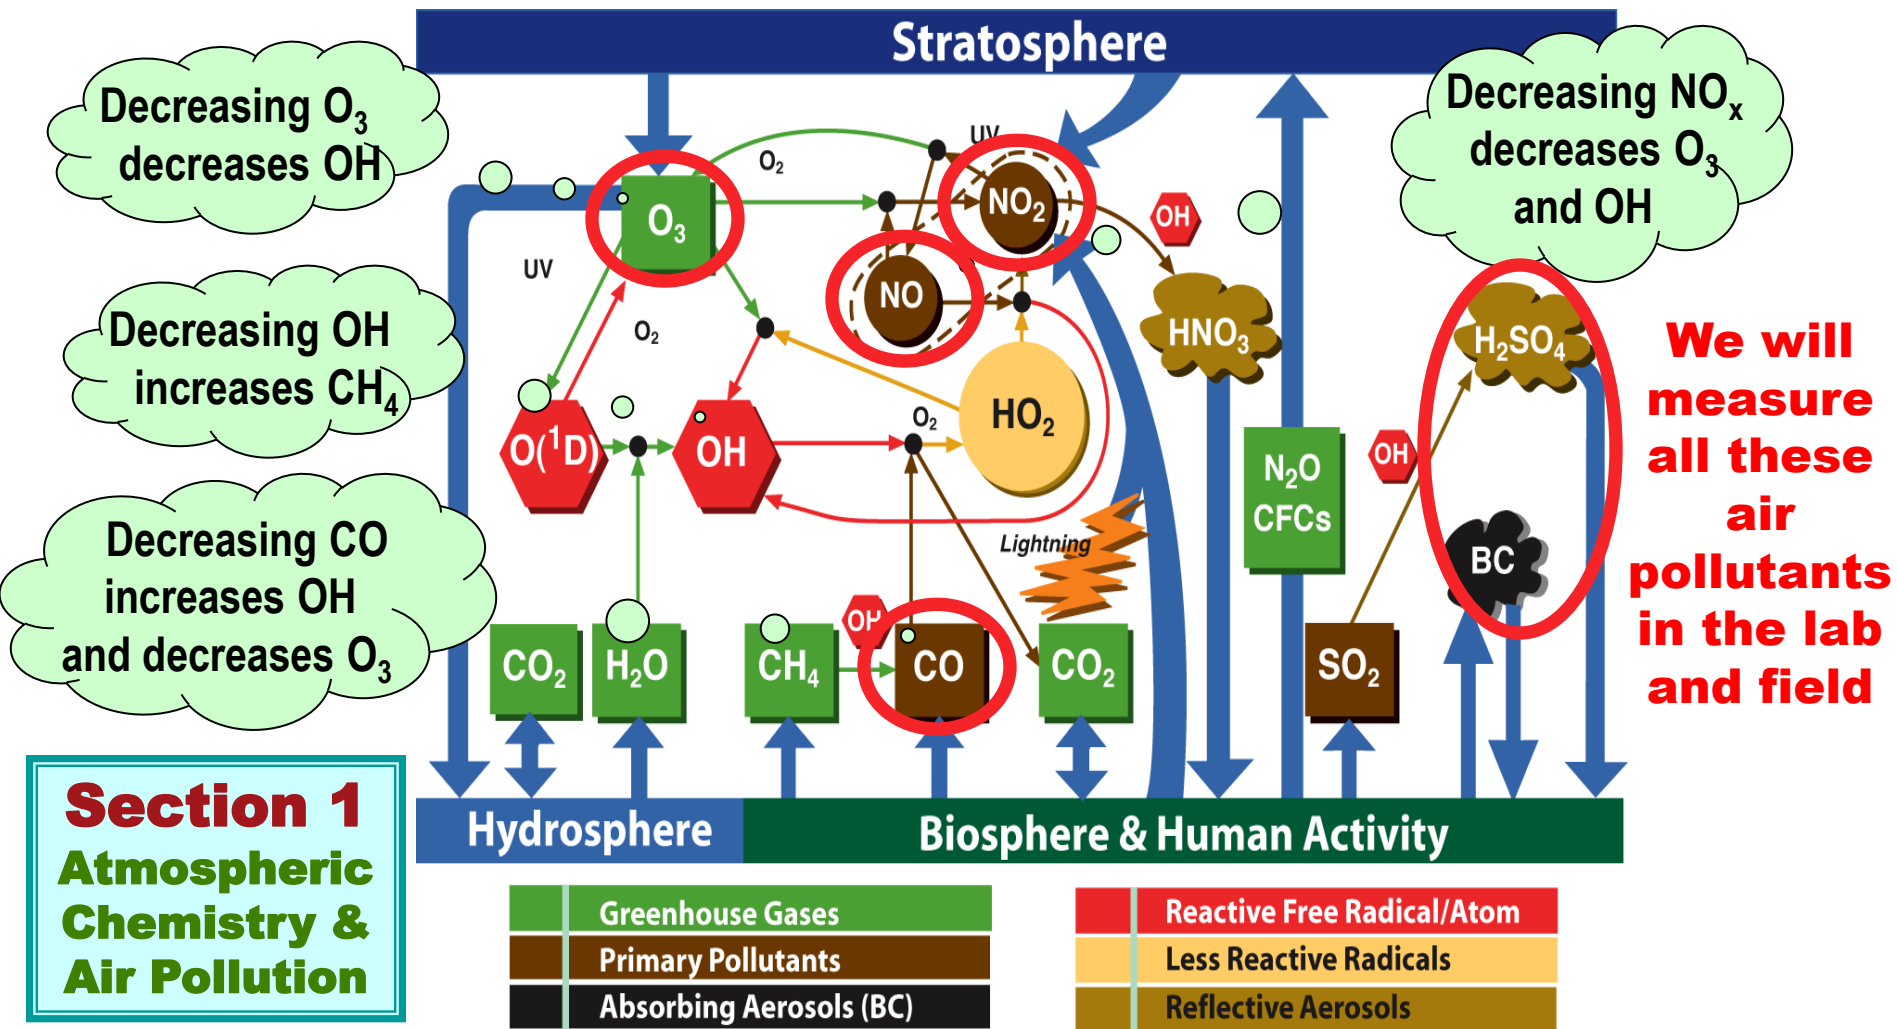 Stratosphere
Decreasing O₃
decreases OH
Decreasing OH
increases CH₄
Decreasing CO
increases OH
and decreases O₃
Decreasing NOₓ
decreases O₃
and OH
We will
measure
all these
air
pollutants
in the lab
and field
UV
O₂
O₃
NO₂
OH
UV
NO
O₂
HNO₃
H₂SO₄
O(¹D)
OH
O₂
HO₂
OH
N₂O
CFCs
Lightning
BC
OH
CO₂
H₂O
CH₄
CO
CO₂
SO₂
Hydrosphere
Biosphere & Human Activity
Section 1
Atmospheric
Chemistry &
Air Pollution
Greenhouse Gases
Primary Pollutants
Absorbing Aerosols (BC)
Reactive Free Radical/Atom
Less Reactive Radicals
Reflective Aerosols